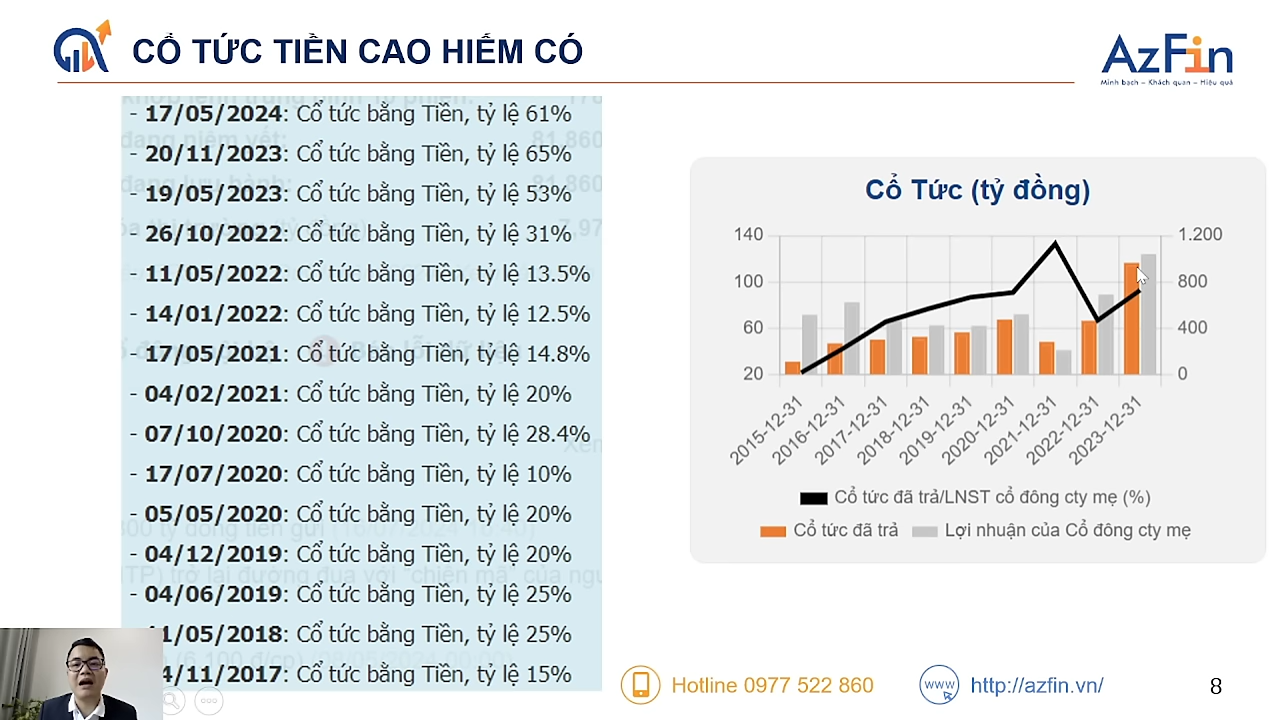 CỔ TỨC TIỀN CAO HIẾM CÓ
AzFin
Minh bạch – Khách quan – Hiệu quả
- 17/05/2024: Cổ tức bằng Tiền, tỷ lệ 61%
- 20/11/2023: Cổ tức bằng Tiền, tỷ lệ 65%
- 19/05/2023: Cổ tức bằng Tiền, tỷ lệ 53%
- 26/10/2022: Cổ tức bằng Tiền, tỷ lệ 31%
- 11/05/2022: Cổ tức bằng Tiền, tỷ lệ 13.5%
- 14/01/2022: Cổ tức bằng Tiền, tỷ lệ 12.5%
- 17/05/2021: Cổ tức bằng Tiền, tỷ lệ 14.8%
- 04/02/2021: Cổ tức bằng Tiền, tỷ lệ 20%
- 07/10/2020: Cổ tức bằng Tiền, tỷ lệ 28.4%
- 17/07/2020: Cổ tức bằng Tiền, tỷ lệ 10%
- 05/05/2020: Cổ tức bằng Tiền, tỷ lệ 20%
- 04/12/2019: Cổ tức bằng Tiền, tỷ lệ 20%
- 04/06/2019: Cổ tức bằng Tiền, tỷ lệ 25%
1/05/2018: Cổ tức bằng Tiền, tỷ lệ 25%
4/11/2017: Cổ tức bằng Tiền, tỷ lệ 15%
Cổ Tức (tỷ đồng)
140 1.200
100 800
60 400
20 0
2015-12-31 2016-12-31 2017-12-31 2018-12-31 2019-12-31 2020-12-31 2021-12-31 2022-12-31 2023-12-31
Cổ tức đã trả/LNST cổ đông cty mẹ (%)
Cổ tức đã trả Lợi nhuận của Cổ đông cty mẹ
Hotline 0977 522 860
www http://azfin.vn/
8